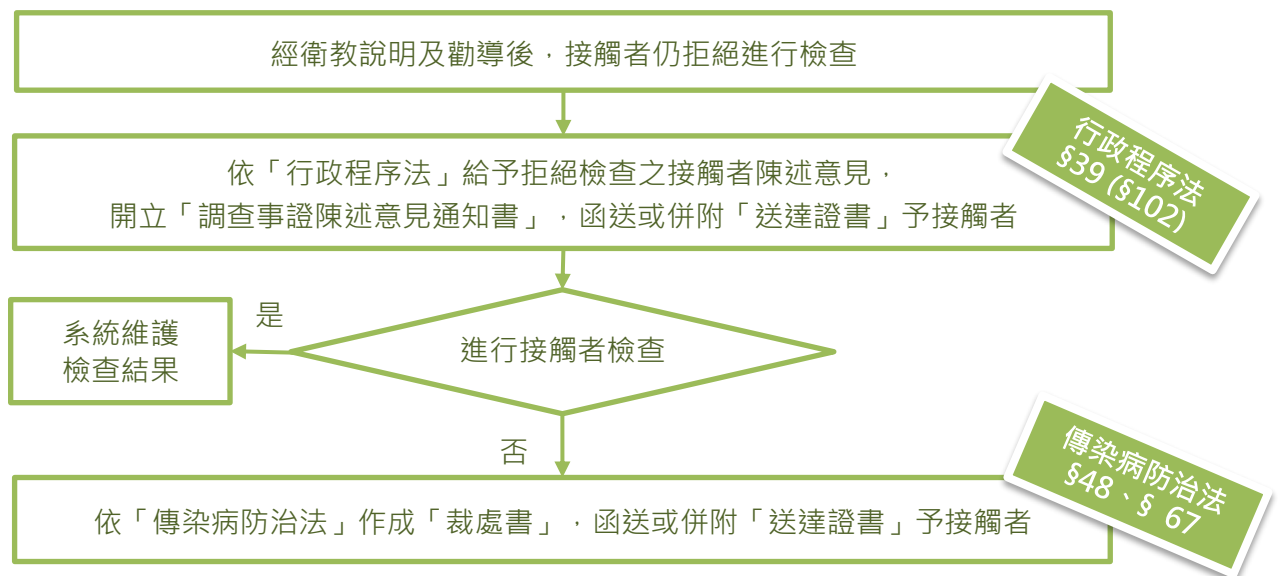 經衛教說明及勸導後，接觸者仍拒絕進行檢查
行政程序法
§39 (§102)
依「行政程序法」給予拒絕檢查之接觸者陳述意見，
開立「調查事證陳述意見通知書」，函送或併附「送達證書」予接觸者
是
系統維護
檢查結果
進行接觸者檢查
否
傳染病防治法
§48、§ 67
依「傳染病防治法」作成「裁處書」，函送或併附「送達證書」予接觸者